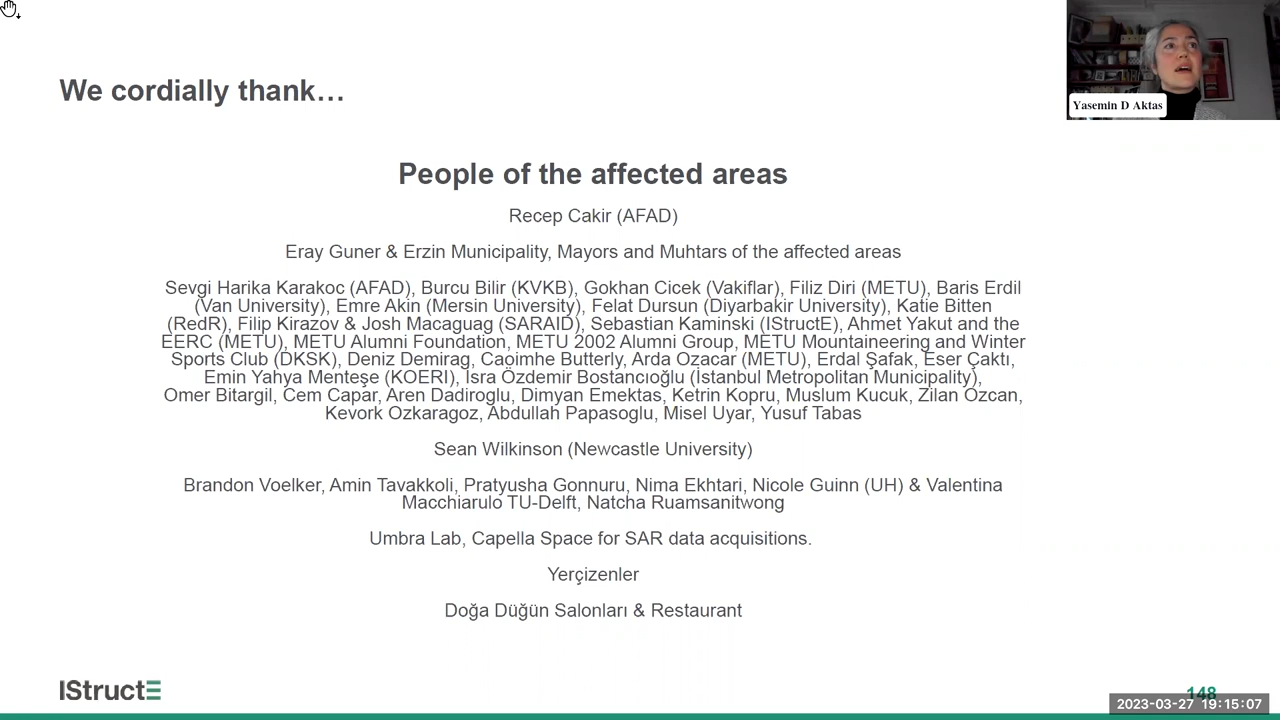 We cordially thank…
Yasemin D Aktas
People of the affected areas
Recep Cakir (AFAD)
Eray Guner & Erzin Municipality, Mayors and Muhtars of the affected areas
Sevgi Harika Karakoc (AFAD), Burcu Bilir (KVKB), Gokhan Cicek (Vakiflar), Filiz Diri (METU), Baris Erdil
(Van University), Emre Akin (Mersin University), Felat Dursun (Diyarbakir University), Katie Bitten
(RedR), Filip Kirazov & Josh Macaguag (SARAID), Sebastian Kaminski (IStructE), Ahmet Yakut and the
EERC (METU), METU Alumni Foundation, METU 2002 Alumni Group, METU Mountaineering and Winter
Sports Club (DKSK), Deniz Demirag, Caoimhe Butterly, Arda Ozacar (METU), Erdal Şafak, Eser Çaktı,
Emin Yahya Menteşe (KOERI), Isra Özdemir Bostancıoğlu (İstanbul Metropolitan Municipality),
Omer Bitargil, Cem Capar, Aren Dadiroglu, Dimyan Emektas, Ketrin Kopru, Muslum Kucuk, Zilan Ozcan,
Kevork Ozkaragoz, Abdullah Papasoglu, Misel Uyar, Yusuf Tabas
Sean Wilkinson (Newcastle University)
Brandon Voelker, Amin Tavakkoli, Pratyusha Gonnuru, Nima Ekhtari, Nicole Guinn (UH) & Valentina
Macchiarulo TU-Delft, Natcha Ruamsanitwong
Umbra Lab, Capella Space for SAR data acquisitions.
Yerçizenler
Doğa Düğün Salonları & Restaurant
IStructE
148
2023-03-27 19:15:07